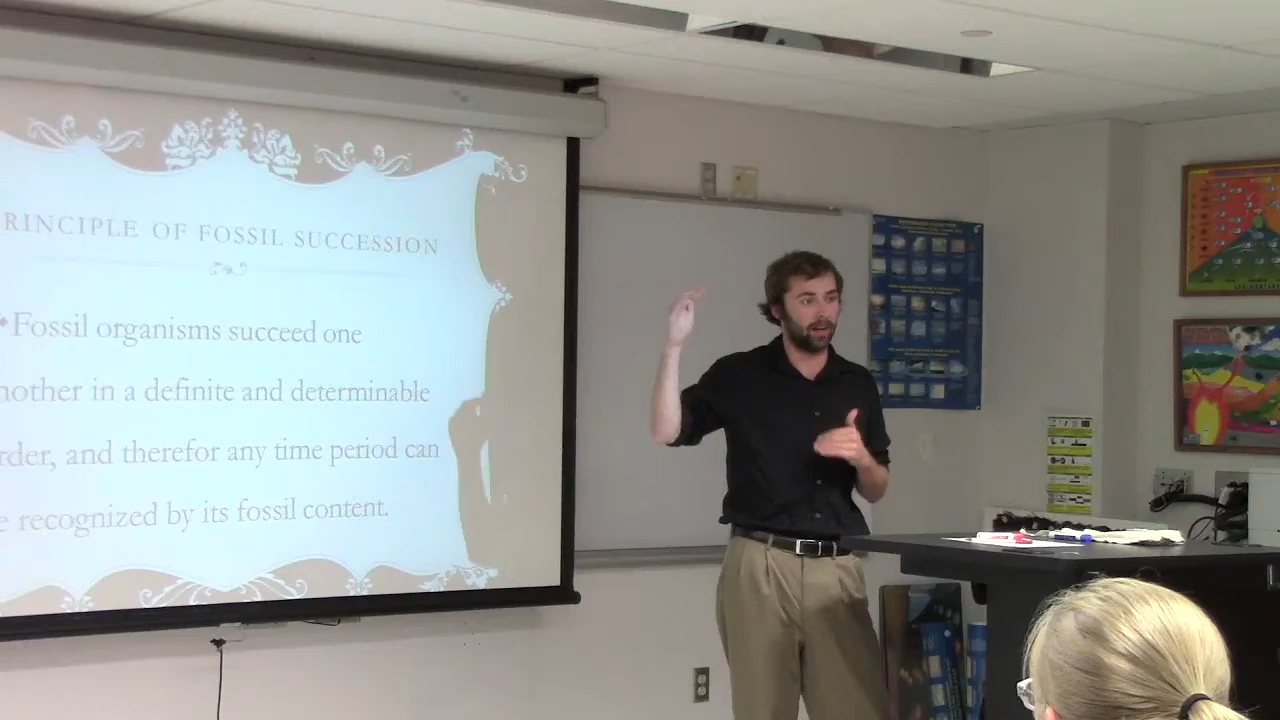 RINCIPLE OF FOSSIL SUCCESSION
Fossil organisms succeed one
nother in a definite and determinable
rder, and therefor any time period can
e recognized by its fossil content.